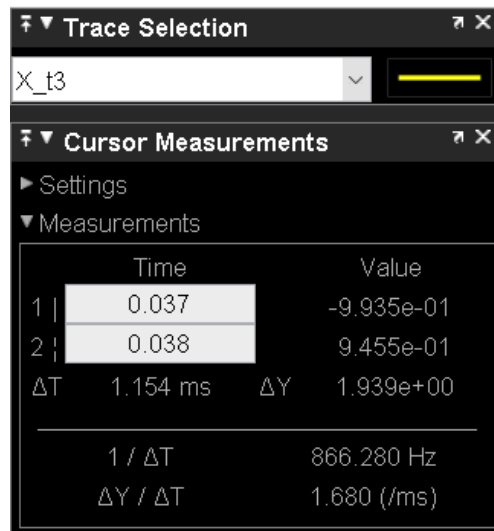 Trace Selection
X_t3
Cursor Measurements
Settings
Measurements
Time Value
1 | 0.037 -9.935e-01
2 ¦ 0.038 9.455e-01
ΔT 1.154 ms ΔY 1.939e+00
1 / ΔT 866.280 Hz
ΔY / ΔT 1.680 (/ms)